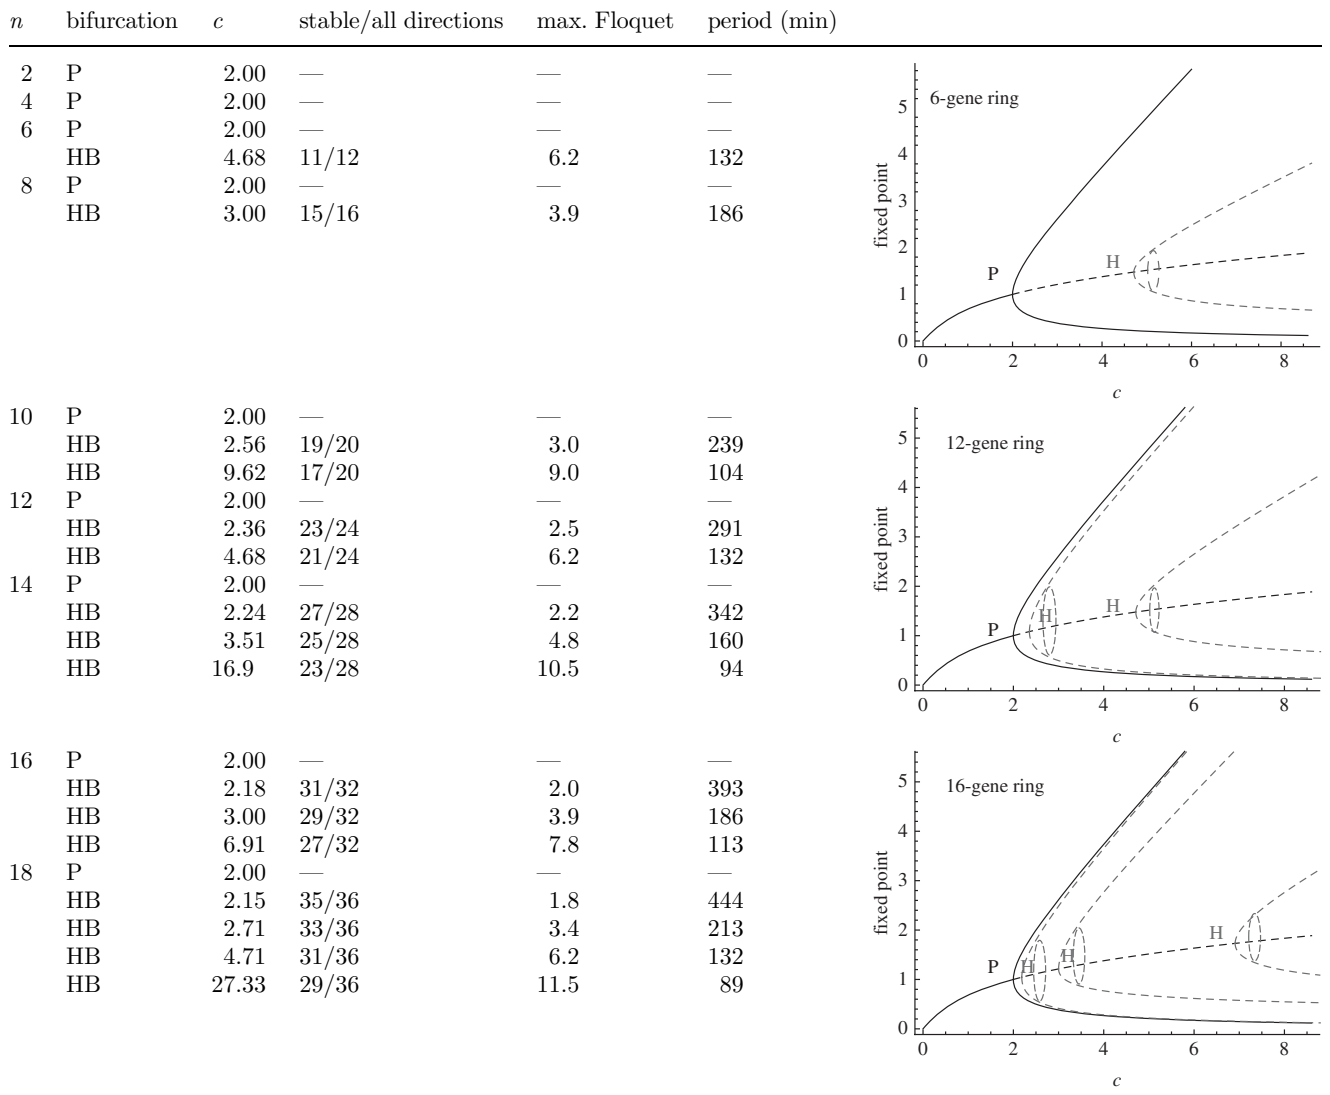 n bifurcation c stable/all directions max. Floquet period (min)
2 P 2.00 — — —
4 P 2.00 — — —
6 P 2.00 — — —
HB 4.68 11/12 6.2 132
8 P 2.00 — — —
HB 3.00 15/16 3.9 186
6-gene ring
fixed point
5
4
3
2
1
0
P
H
0 2 4 6 8
c
10 P 2.00 — — —
HB 2.56 19/20 3.0 239
HB 9.62 17/20 9.0 104
12 P 2.00 — — —
HB 2.36 23/24 2.5 291
HB 4.68 21/24 6.2 132
14 P 2.00 — — —
HB 2.24 27/28 2.2 342
HB 3.51 25/28 4.8 160
HB 16.9 23/28 10.5 94
12-gene ring
fixed point
5
4
3
2
1
0
P
H
H
0 2 4 6 8
c
16 P 2.00 — — —
HB 2.18 31/32 2.0 393
HB 3.00 29/32 3.9 186
HB 6.91 27/32 7.8 113
18 P 2.00 — — —
HB 2.15 35/36 1.8 444
HB 2.71 33/36 3.4 213
HB 4.71 31/36 6.2 132
HB 27.33 29/36 11.5 89
16-gene ring
fixed point
5
4
3
2
1
0
P
H
H
H
0 2 4 6 8
c